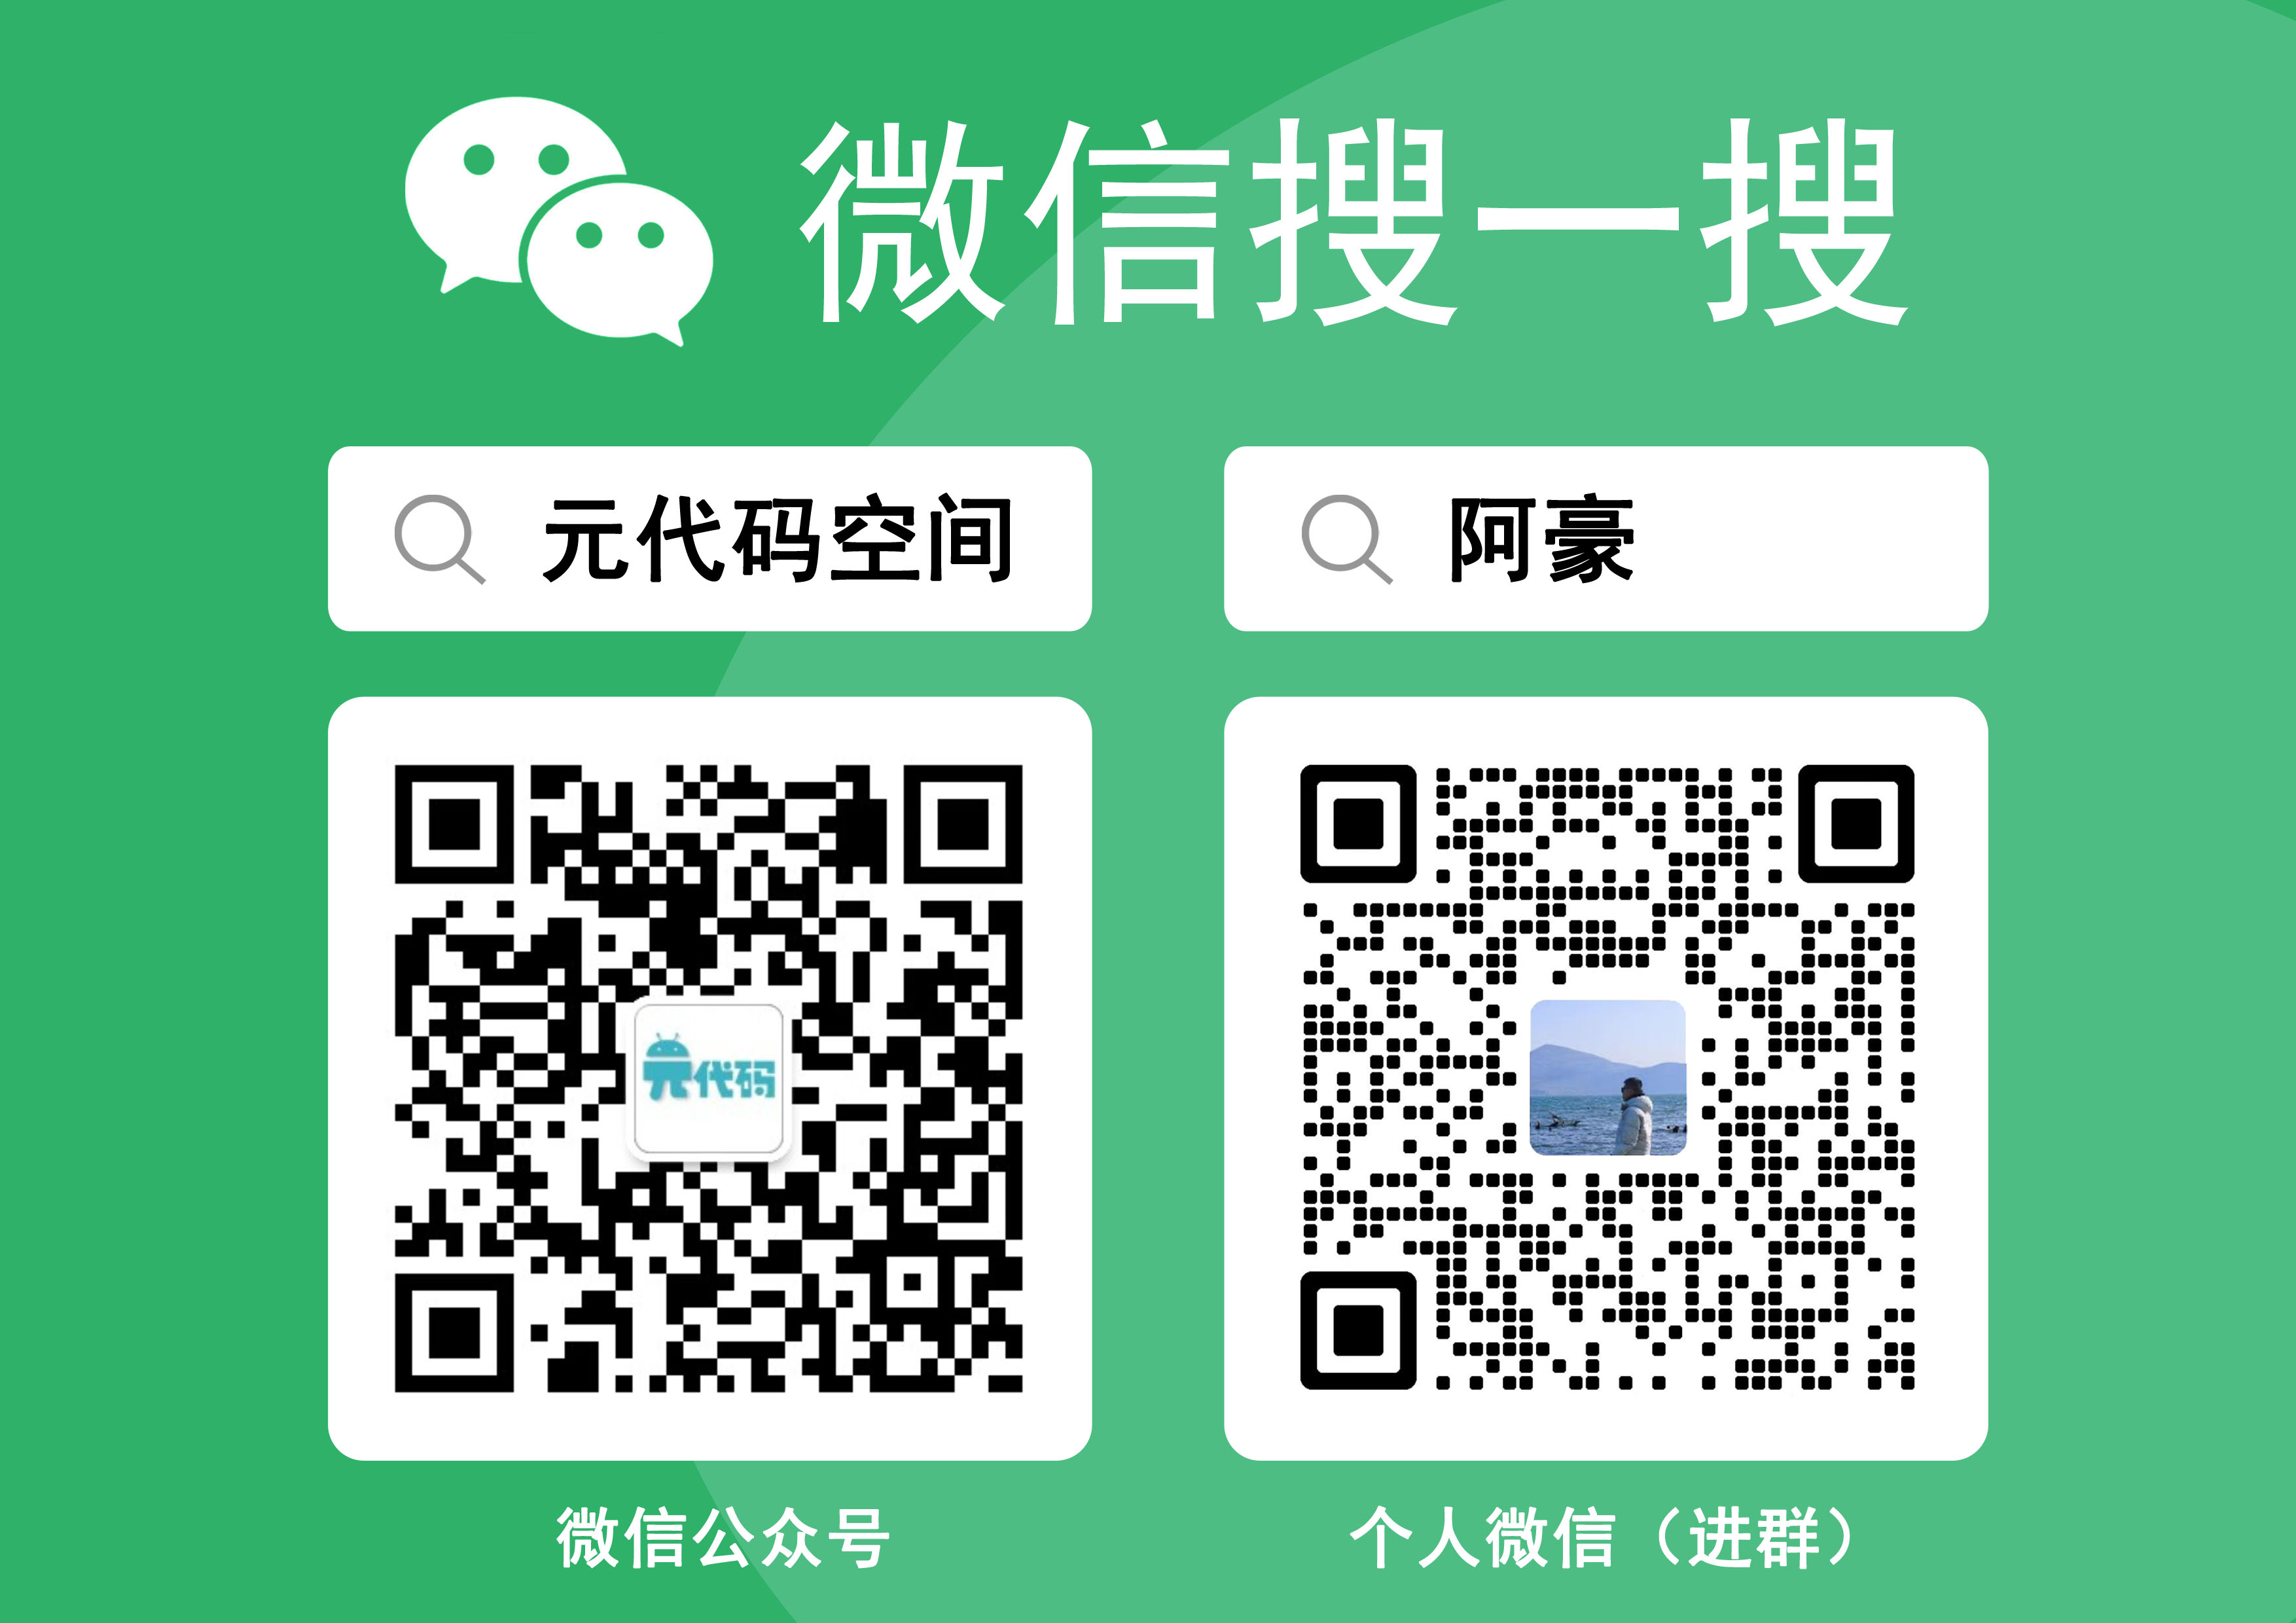 微信搜一搜
元代码空间
阿豪
元代码
微信公众号
个人微信（进群）